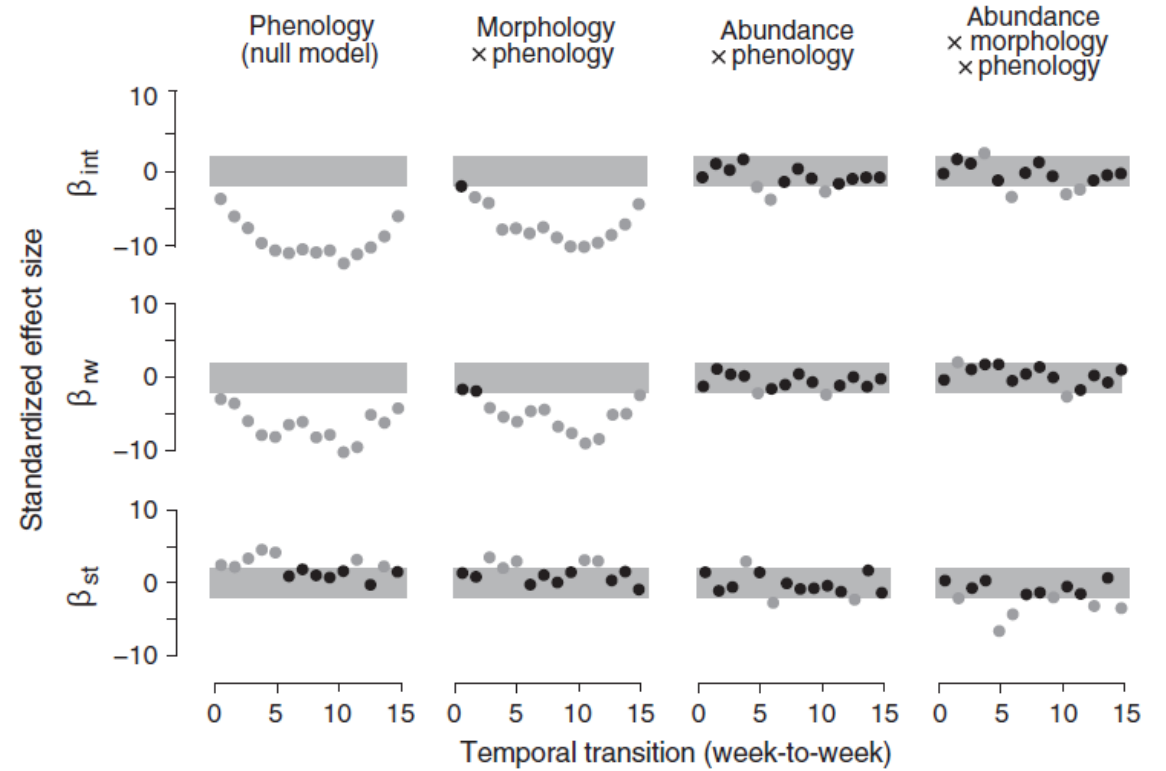 Phenology
(null model)
Morphology
× phenology
Abundance
× phenology
Abundance
× morphology
× phenology
Standardized effect size
βint
10
0
−10
βrw
10
0
−10
βst
10
0
−10
0 5 10 15
0 5 10 15
0 5 10 15
0 5 10 15
Temporal transition (week-to-week)